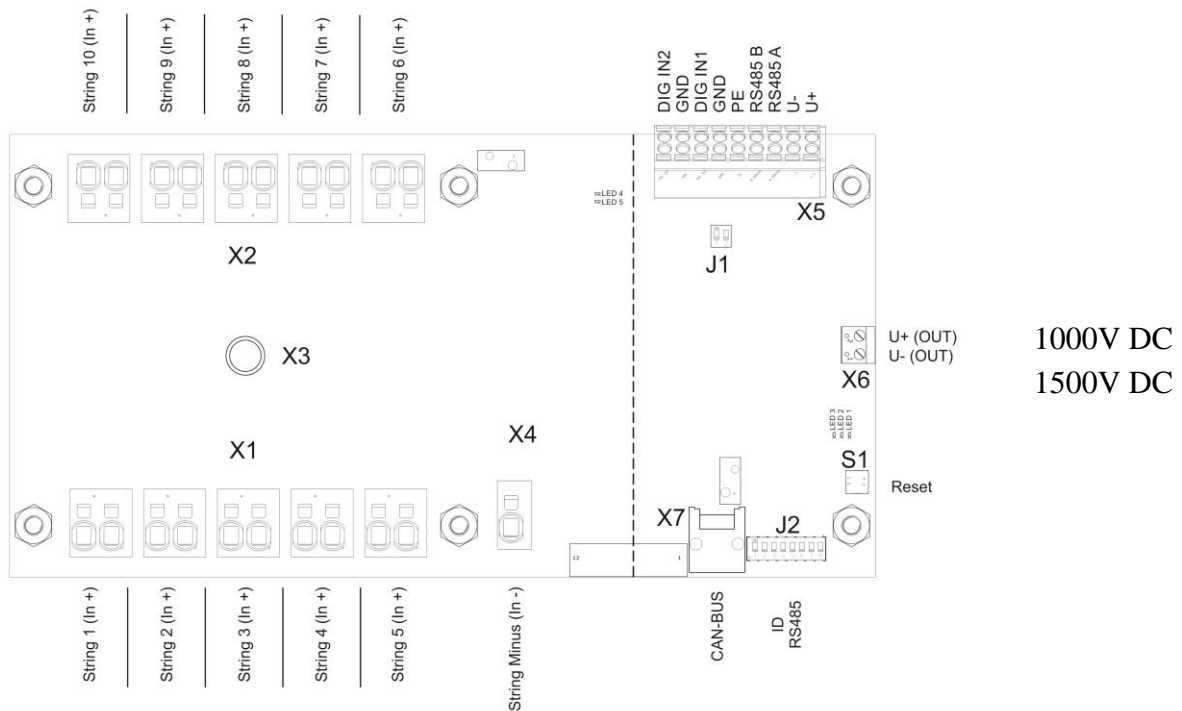 String 10 (In +)
String 9 (In +)
String 8 (In +)
String 7 (In +)
String 6 (In +)
DIG IN2
GND
DIG IN1
GND
PE
RS485 B
RS485 A
U-
U+
LED 4
LED 5
X5
X2
J1
X3
U+ (OUT)
U- (OUT)
1000V DC
1500V DC
X6
LED 3
LED 2
LED 1
X4
X1
S1
Reset
X7
J2
12
1
String 1 (In +)
String 2 (In +)
String 3 (In +)
String 4 (In +)
String 5 (In +)
String Minus (In -)
CAN-BUS
ID
RS485